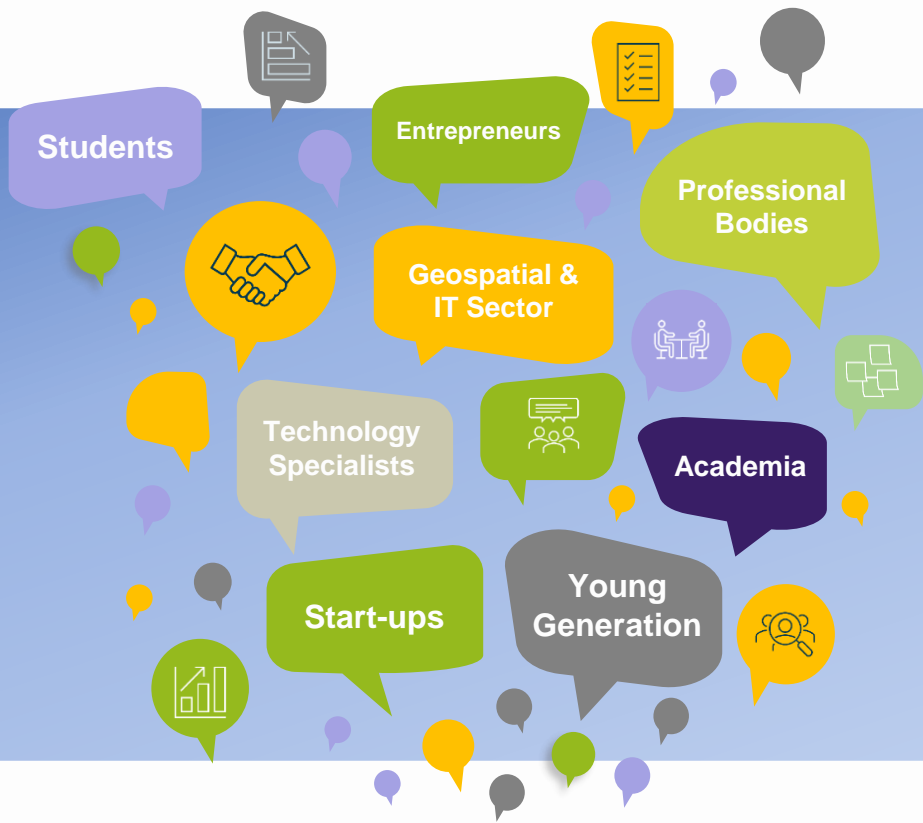 Students
Entrepreneurs
Professional
Bodies
Geospatial &
IT Sector
Technology
Specialists
Academia
Start-ups
Young
Generation